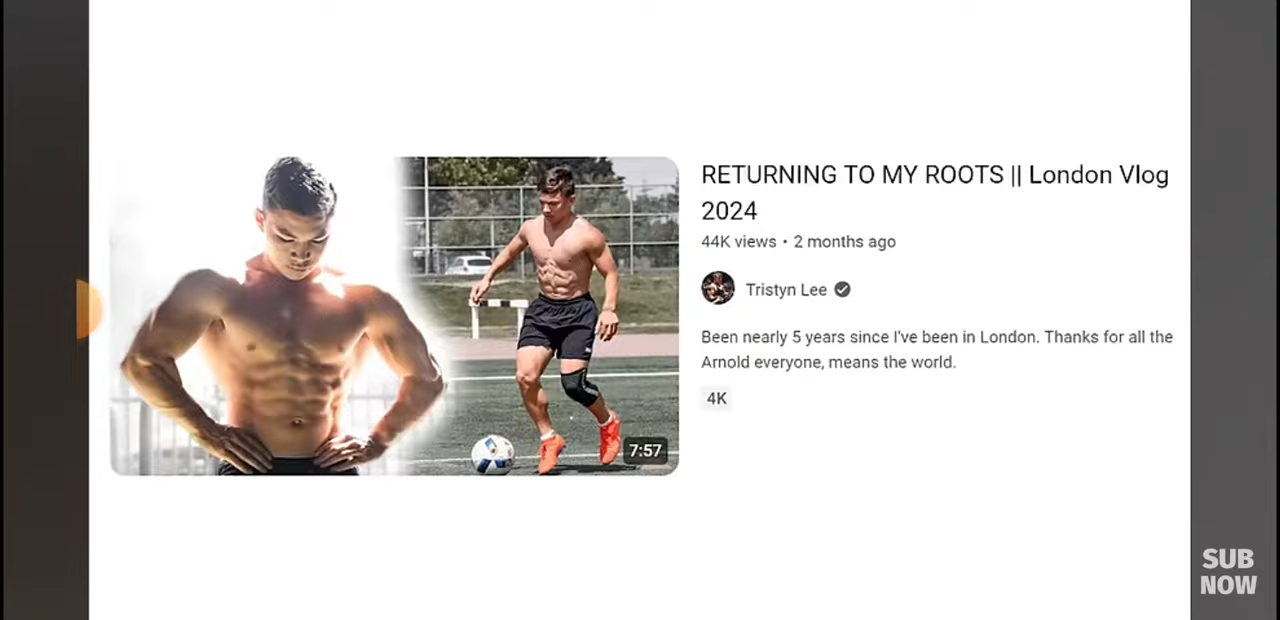 RETURNING TO MY ROOTS || London Vlog
2024
44K views • 2 months ago
Tristyn Lee
Been nearly 5 years since I've been in London. Thanks for all the
Arnold everyone, means the world.
4K
7:57
SUB
NOW